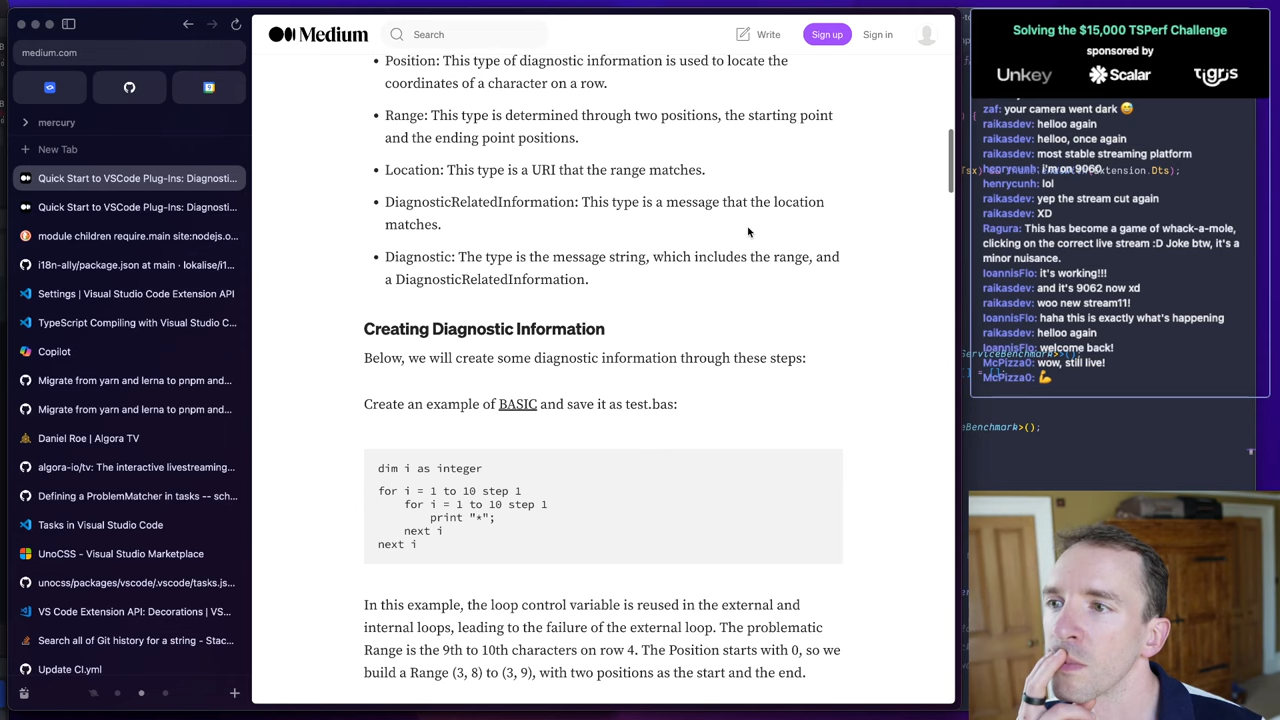 medium.com
mercury
New Tab
Quick Start to VSCode Plug-Ins: Diagnosti...
Quick Start to VSCode Plug-Ins: Diagnosti...
module children require.main site:nodejs.o...
i18n-ally/package.json at main · lokalise/i1...
Settings | Visual Studio Code Extension API
TypeScript Compiling with Visual Studio C...
Copilot
Migrate from yarn and lerna to pnpm and...
Migrate from yarn and lerna to pnpm and...
Daniel Roe | Algora TV
algora-io/tv: The interactive livestreaming...
Defining a ProblemMatcher in tasks -- sch...
Tasks in Visual Studio Code
UnoCSS - Visual Studio Marketplace
unocss/packages/vscode/.vscode/tasks.js...
VS Code Extension API: Decorations | VS...
Search all of Git history for a string - Stac...
Update CI.yml
Medium
Search
Write
Sign up
Sign in
• Position: This type of diagnostic information is used to locate the
coordinates of a character on a row.
• Range: This type is determined through two positions, the starting point
and the ending point positions.
• Location: This type is a URI that the range matches.
• DiagnosticRelatedInformation: This type is a message that the location
matches.
• Diagnostic: The type is the message string, which includes the range, and
a DiagnosticRelatedInformation.
Creating Diagnostic Information
Below, we will create some diagnostic information through these steps:
Create an example of BASIC and save it as test.bas:
dim i as integer
for i = 1 to 10 step 1
for i = 1 to 10 step 1
print "*";
next i
next i
In this example, the loop control variable is reused in the external and
internal loops, leading to the failure of the external loop. The problematic
Range is the 9th to 10th characters on row 4. The Position starts with 0, so we
build a Range (3, 8) to (3, 9), with two positions as the start and the end.
Solving the $15,000 TSPerf Challenge
sponsored by
Unkey Scalar tigris
zaf: your camera went dark 😅
raikasdev: helloo again
raikasdev: hello, once again
raikasdev: most stable streaming platform
henrycunh: i'm on 9060
Tsx) extension.Dts);
henrycunh: lol
raikasdev: yep the stream cut again
raikasdev: XD
Ragura: This has become a game of whack-a-mole,
clicking on the correct live stream :D Joke btw, it's a
minor nuisance.
IoannisFlo: it's working!!!
raikasdev: and it's 9062 now xd
raikasdev: woo new stream11!
IoannisFlo: haha this is exactly what's happening
raikasdev: helloo again
IoannisFlo: welcome back!
ServiceBenchmark>>();
McPizza0: wow, still live!
[] = [];
McPizza0: 💪
eBenchmark>();